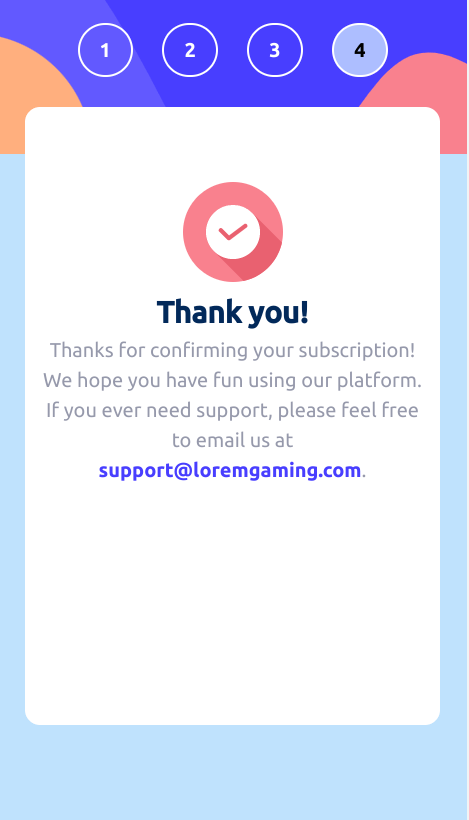 1 2 3 4
Thank you!
Thanks for confirming your subscription!
We hope you have fun using our platform.
If you ever need support, please feel free
to email us at
support@loremgaming.com.